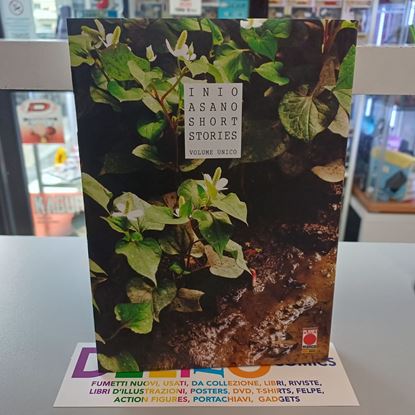 INIO
ASANO
SHORT
STORIES
VOLUME UNICO
COMICS
FUMETTI NUOVI, USATI, DA COLLEZIONE, LIBRI, RIVISTE,
LIBRI D'ILLUSTRAZIONI, POSTERS, DVD, T-SHIRTS, FELPE,
ACTION FIGURES, PORTACHIAVI, GADGETS